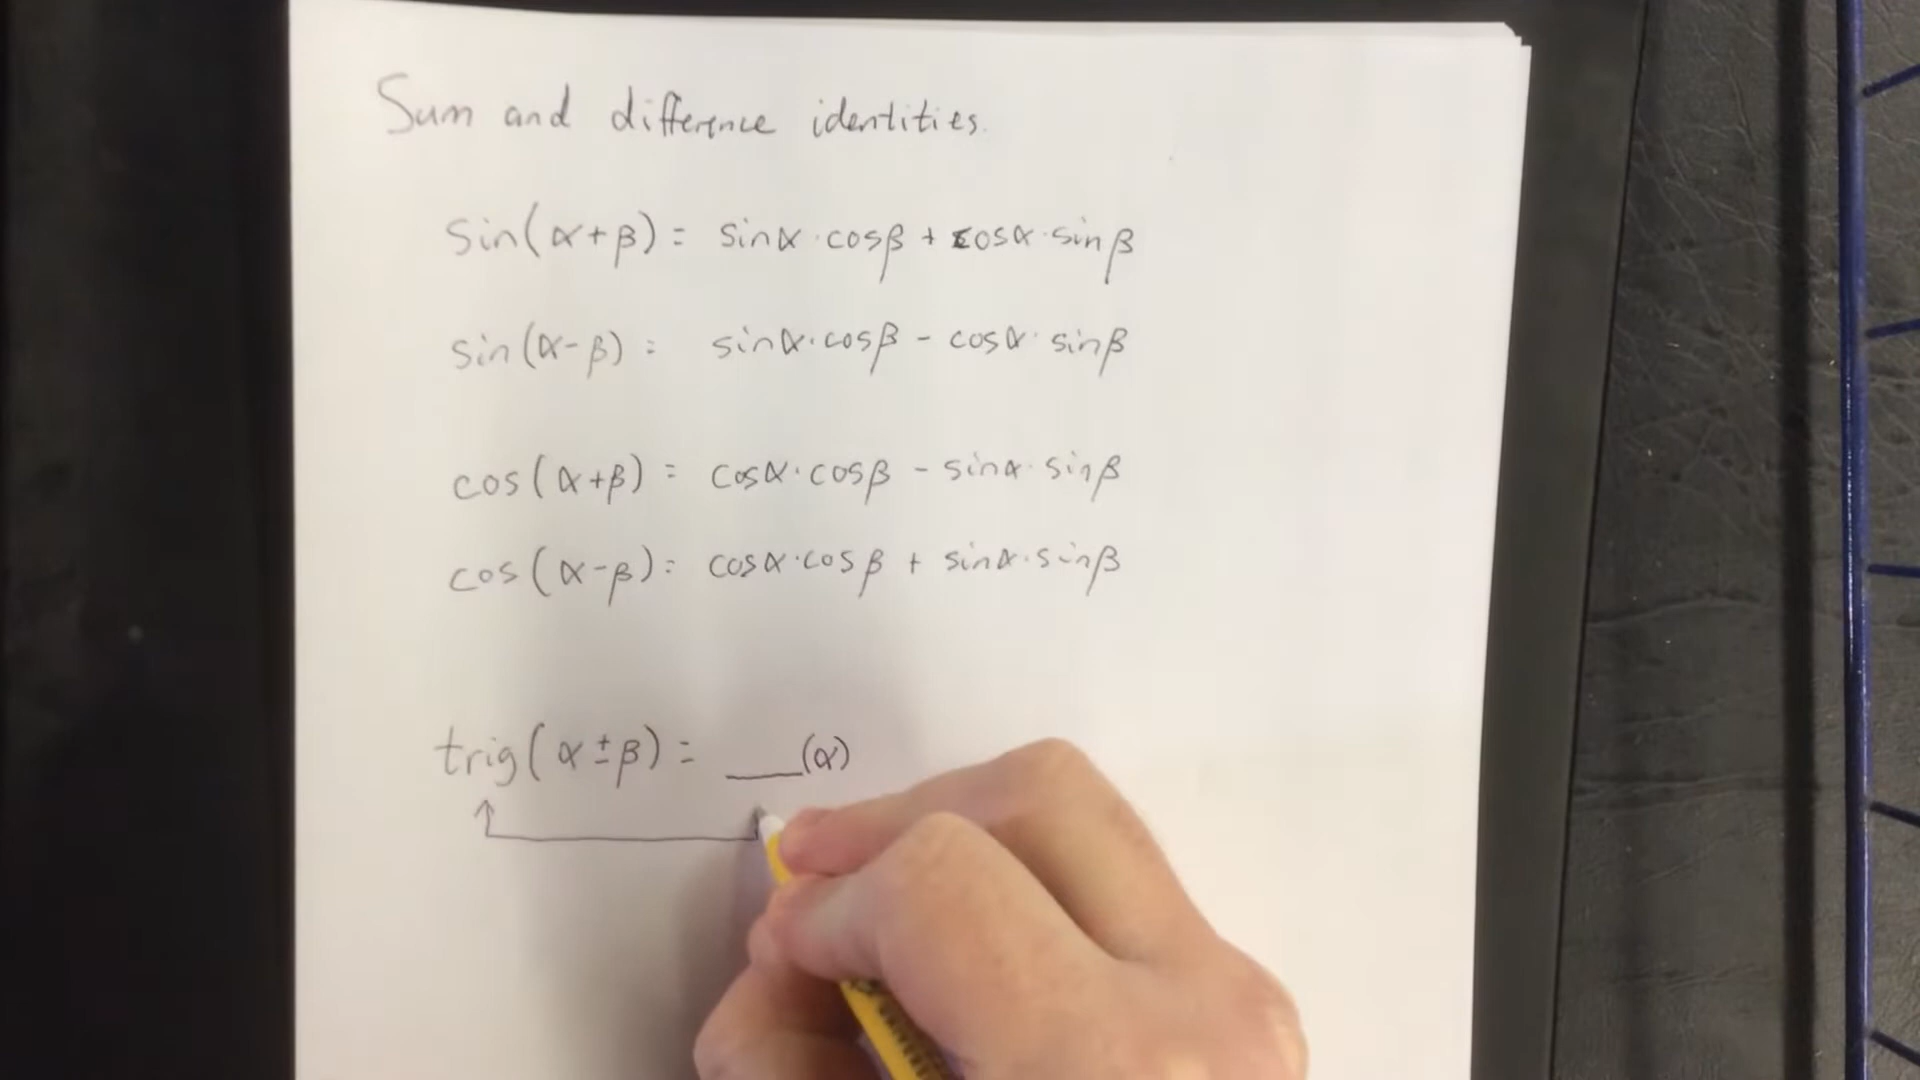 Sum and difference identities.
sin(α+β) = sinα·cosβ + cosα·sinβ
sin(α-β) = sinα·cosβ - cosα·sinβ
cos(α+β) = cosα·cosβ - sinα·sinβ
cos(α-β) = cosα·cosβ + sinα·sinβ
trig(α±β) = ___(α)